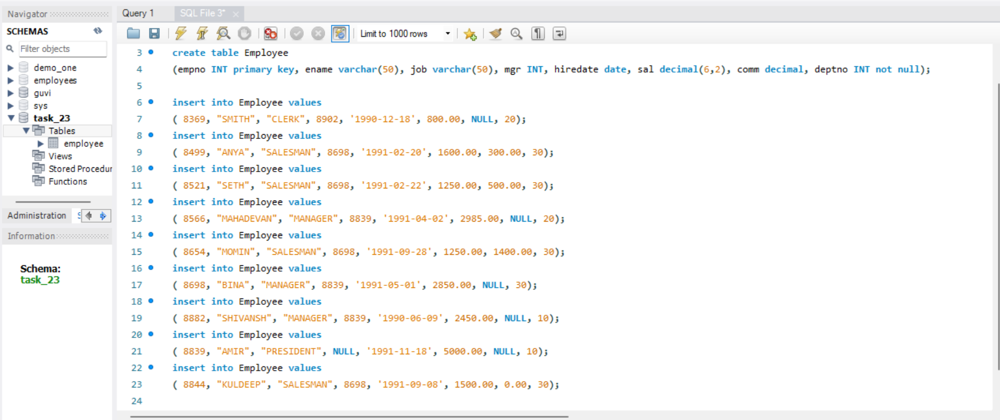 Navigator
SCHEMAS
Filter objects
demo_one
employees
guvi
sys
task_23
Tables
employee
Views
Stored Procedur
Functions
Administration S
Information
Schema:
task_23
Query 1 SQL File 3*
Limit to 1000 rows
3 create table Employee
4 (empno INT primary key, ename varchar(50), job varchar(50), mgr INT, hiredate date, sal decimal(6,2), comm decimal, deptno INT not null);
5
6 insert into Employee values
7 ( 8369, "SMITH", "CLERK", 8902, '1990-12-18', 800.00, NULL, 20);
8 insert into Employee values
9 ( 8499, "ANYA", "SALESMAN", 8698, '1991-02-20', 1600.00, 300.00, 30);
10 insert into Employee values
11 ( 8521, "SETH", "SALESMAN", 8698, '1991-02-22', 1250.00, 500.00, 30);
12 insert into Employee values
13 ( 8566, "MAHADEVAN", "MANAGER", 8839, '1991-04-02', 2985.00, NULL, 20);
14 insert into Employee values
15 ( 8654, "MOMIN", "SALESMAN", 8698, '1991-09-28', 1250.00, 1400.00, 30);
16 insert into Employee values
17 ( 8698, "BINA", "MANAGER", 8839, '1991-05-01', 2850.00, NULL, 30);
18 insert into Employee values
19 ( 8882, "SHIVANSH", "MANAGER", 8839, '1990-06-09', 2450.00, NULL, 10);
20 insert into Employee values
21 ( 8839, "AMIR", "PRESIDENT", NULL, '1991-11-18', 5000.00, NULL, 10);
22 insert into Employee values
23 ( 8844, "KULDEEP", "SALESMAN", 8698, '1991-09-08', 1500.00, 0.00, 30);
24